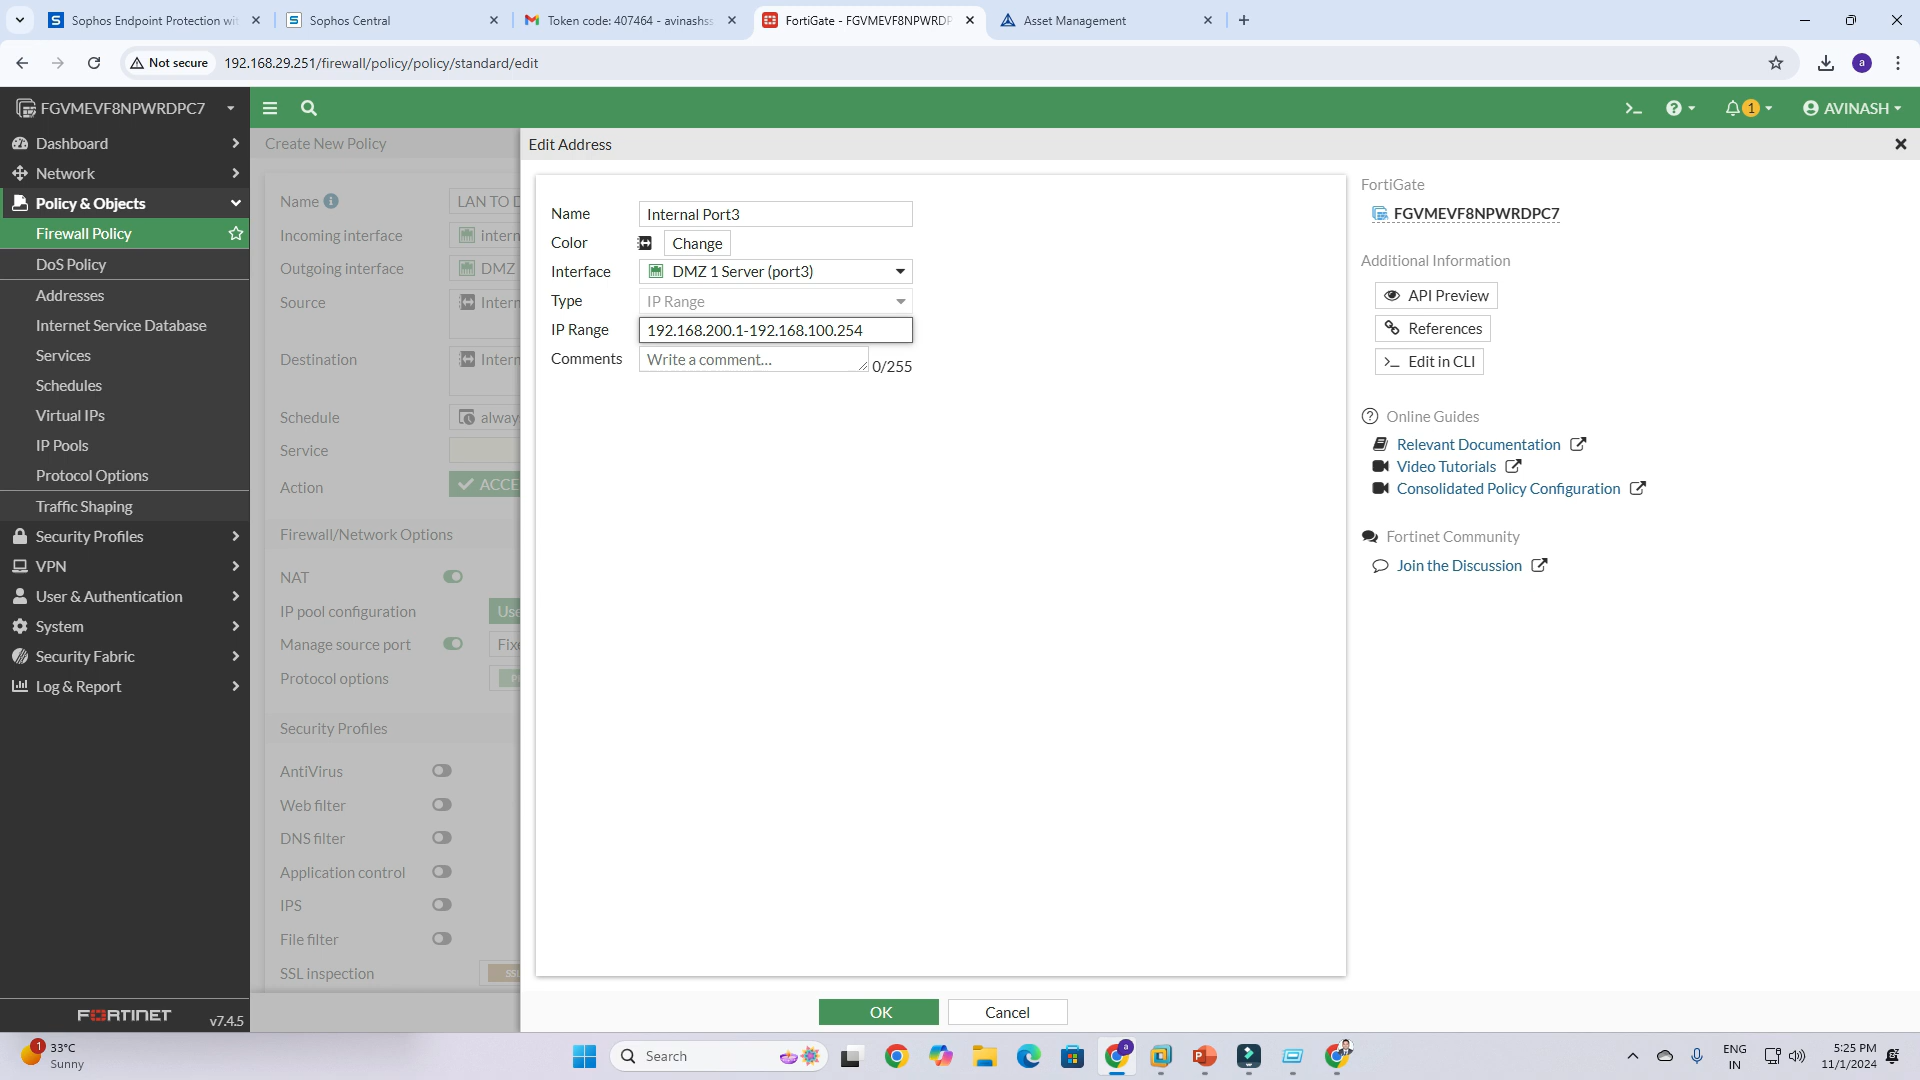 Sophos Endpoint Protection wit
Sophos Central
Token code: 407464 - avinashss
FortiGate - FGVMEVF8NPWRDP
Asset Management
Not secure
192.168.29.251/firewall/policy/policy/standard/edit
a
FGVMEVF8NPWRDPC7
1
AVINASH
Dashboard
Network
Policy & Objects
Firewall Policy
DoS Policy
Addresses
Internet Service Database
Services
Schedules
Virtual IPs
IP Pools
Protocol Options
Traffic Shaping
Security Profiles
VPN
User & Authentication
System
Security Fabric
Log & Report
FORTINET
v7.4.5
Create New Policy
Name
LAN TO D
Incoming interface
intern
Outgoing interface
DMZ
Source
Intern
Destination
Intern
Schedule
always
Service
Action
ACCE
Firewall/Network Options
NAT
IP pool configuration
Use
Manage source port
Fixe
Protocol options
Security Profiles
AntiVirus
Web filter
DNS filter
Application control
IPS
File filter
SSL inspection
SSL
Edit Address
Name
Internal Port3
Color
Change
Interface
DMZ 1 Server (port3)
Type
IP Range
IP Range
192.168.200.1-192.168.100.254
Comments
Write a comment...
0/255
OK
Cancel
FortiGate
FGVMEVF8NPWRDPC7
Additional Information
API Preview
References
Edit in CLI
Online Guides
Relevant Documentation
Video Tutorials
Consolidated Policy Configuration
Fortinet Community
Join the Discussion
1
33°C
Sunny
Search
a
ENG
IN
5:25 PM
11/1/2024